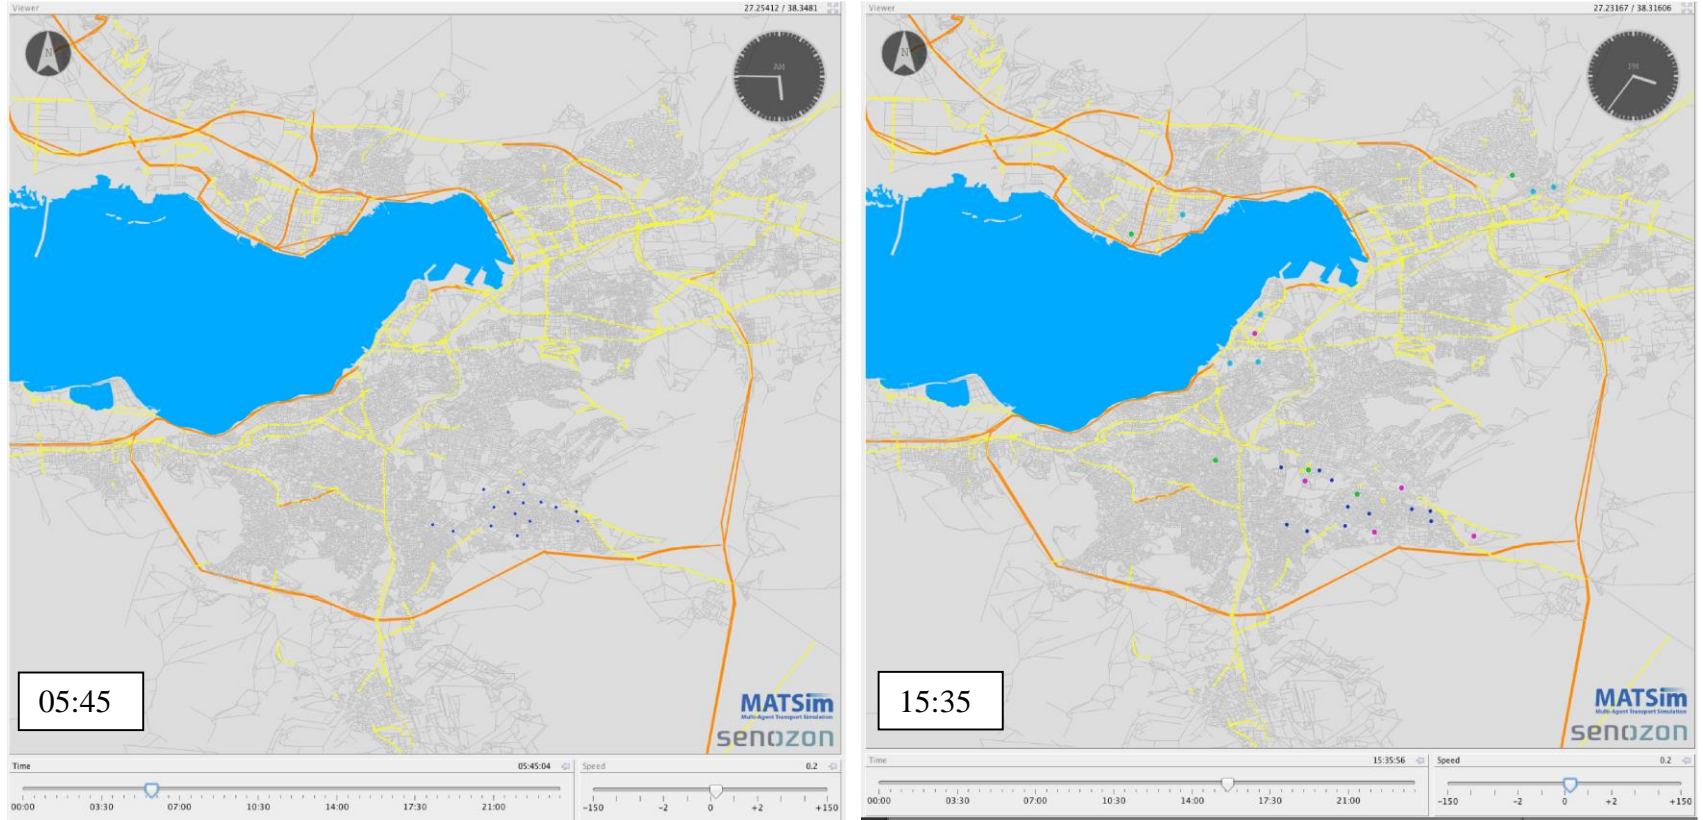 Viewer
27.25412 / 38.3481
N
AM
05:45
MATSim
Multi-Agent Transport Simulation
senozon
Time
05:45:04
00:00 03:30 07:00 10:30 14:00 17:30 21:00
Speed
0.2
-150 -2 0 +2 +150
Viewer
27.23167 / 38.31606
N
PM
15:35
MATSim
Multi-Agent Transport Simulation
senozon
Time
15:35:56
00:00 03:30 07:00 10:30 14:00 17:30 21:00
Speed
0.2
-150 -2 0 +2 +150